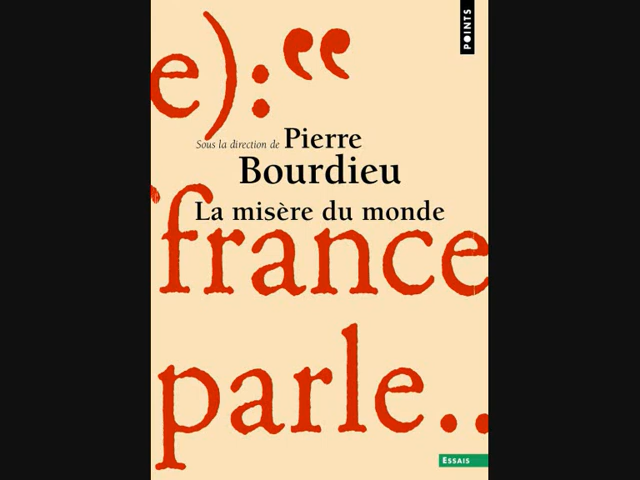 POINTS
e):“
Sous la direction de Pierre
Bourdieu
La misère du monde
france
parle..
ESSAIS